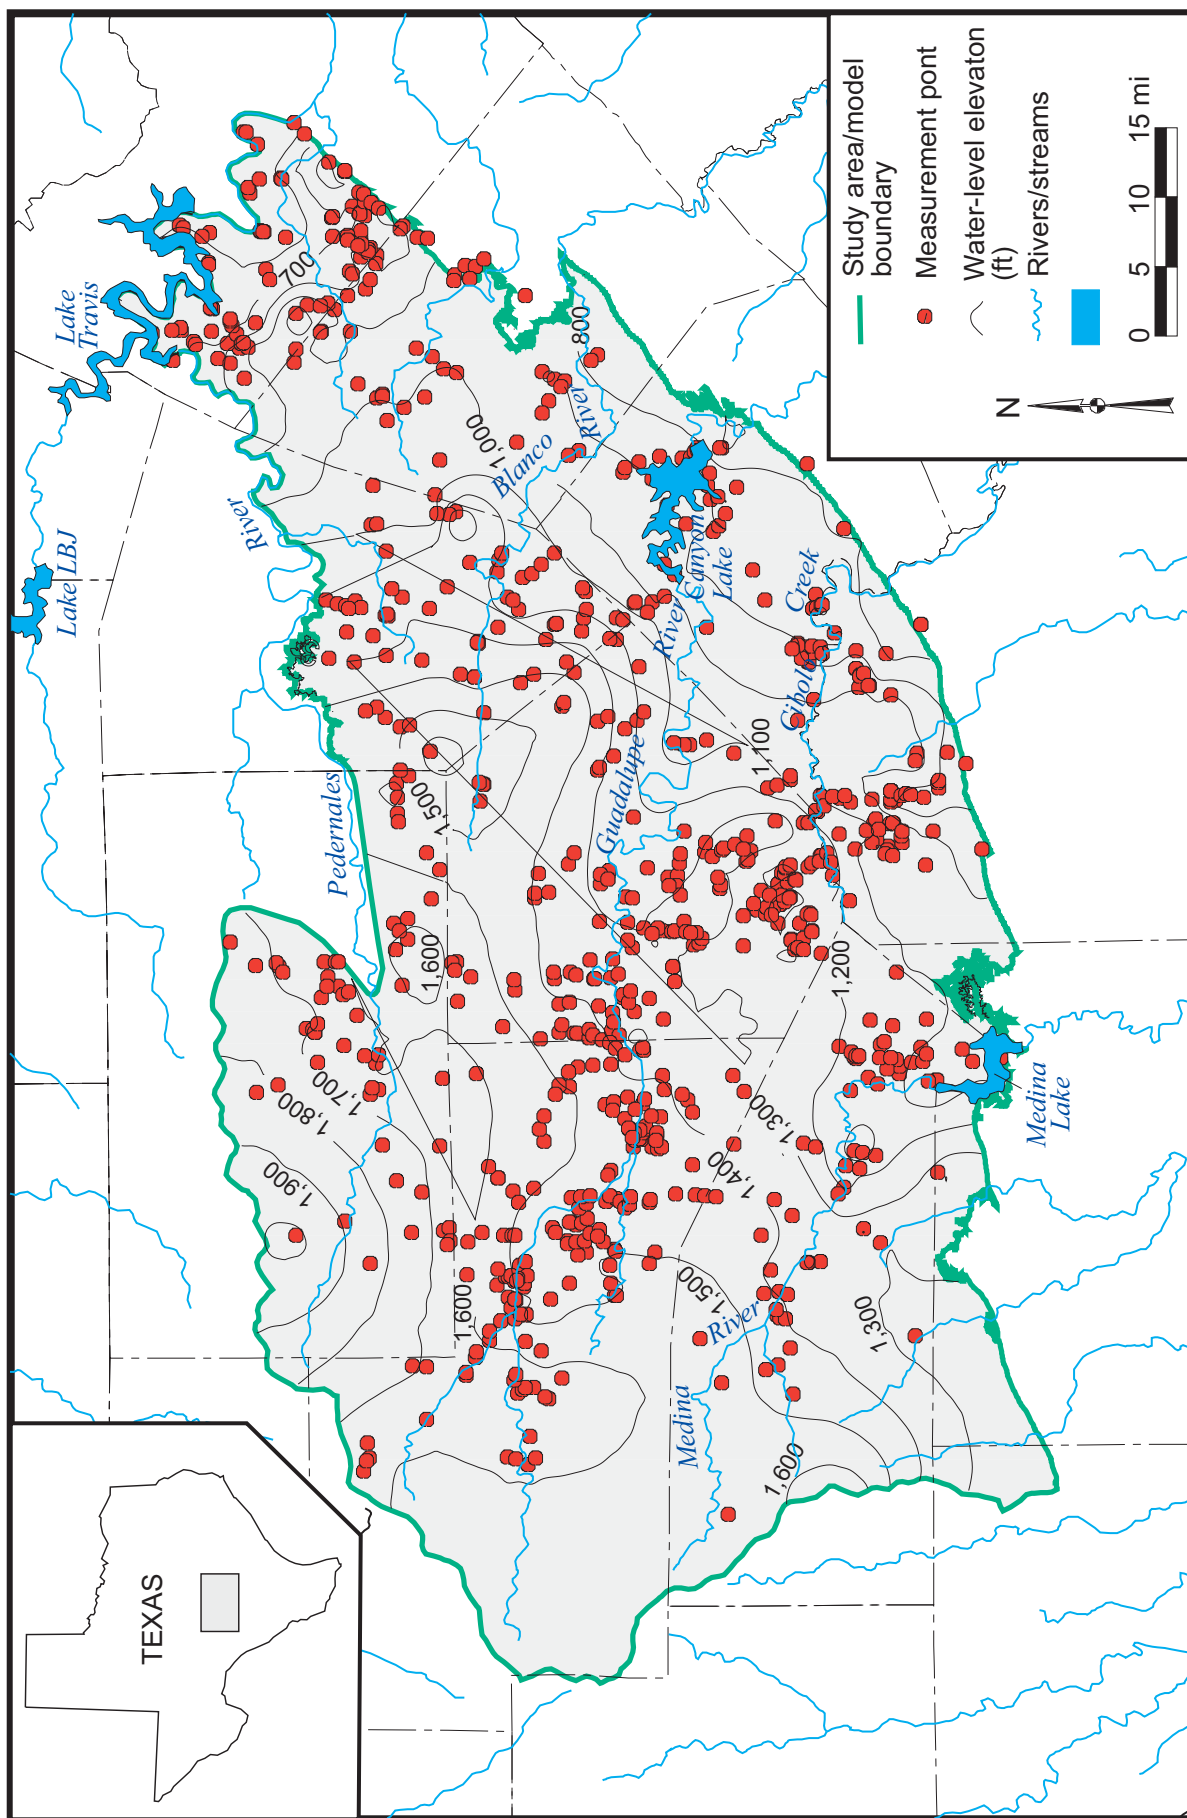 TEXAS
Lake LBJ
Lake
Travis
River
Pedernales
700
1,000
Blanco
River
800
1,500
1,600
Guadalupe
River
Canyon
Lake
Creek
Cibolo
1,100
1,200
1,700
1,800
1,900
1,600
1,300
1,400
1,500
River
Medina
1,300
1,600
Medina
Lake
Study area/model
boundary
Measurement pont
Water-level elevaton
(ft)
Rivers/streams
N
0 5 10 15 mi